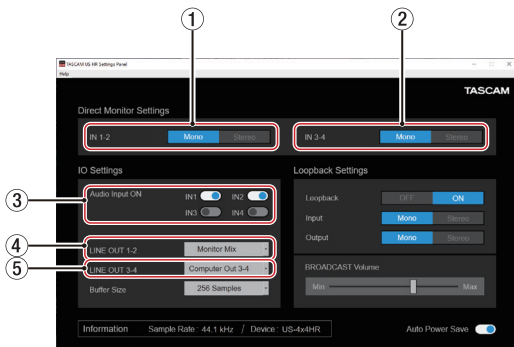 ① ②
TASCAM US HR Settings Panel
Help
TASCAM
Direct Monitor Settings
IN 1-2 Mono Stereo IN 3-4 Mono Stereo
IO Settings Loopback Settings
③ Audio Input ON IN1 IN2
IN3 IN4
Loopback OFF ON
Input Mono Stereo
④ LINE OUT 1-2 Monitor Mix
Output Mono Stereo
⑤ LINE OUT 3-4 Computer Out 3-4
BROADCAST Volume
Buffer Size 256 Samples
Min Max
Information Sample Rate : 44.1 kHz / Device : US-4x4HR Auto Power Save